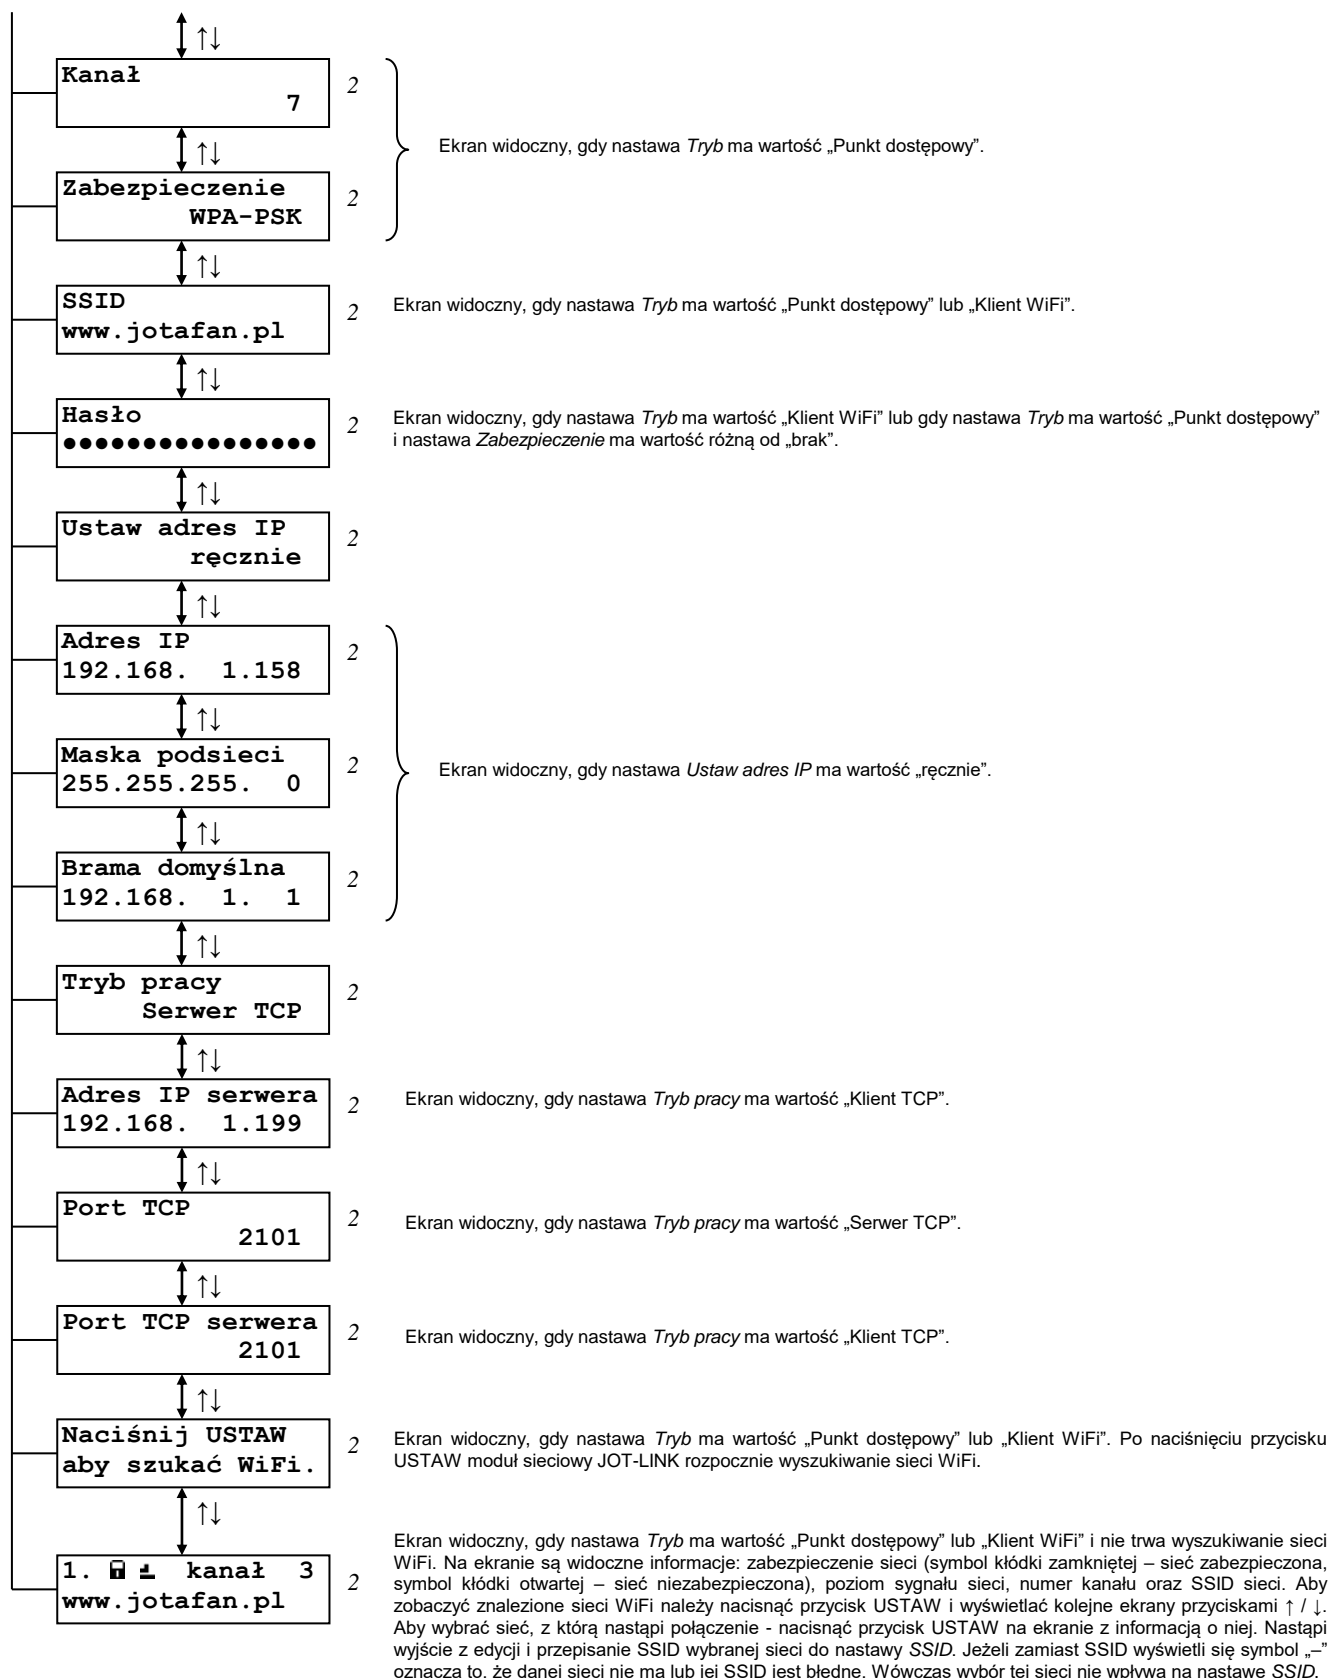 ↑↓
Kanał
7
2
Ekran widoczny, gdy nastawa Tryb ma wartość „Punkt dostępowy”.
↑↓
Zabezpieczenie
WPA-PSK
2
↑↓
SSID
www.jotafan.pl
2
Ekran widoczny, gdy nastawa Tryb ma wartość „Punkt dostępowy” lub „Klient WiFi”.
↑↓
Hasło
●●●●●●●●●●●●●●●●
2
Ekran widoczny, gdy nastawa Tryb ma wartość „Klient WiFi” lub gdy nastawa Tryb ma wartość „Punkt dostępowy”
i nastawa Zabezpieczenie ma wartość różną od „brak”.
↑↓
Ustaw adres IP
ręcznie
2
↑↓
Adres IP
192.168.  1.158
2
↑↓
Maska podsieci
255.255.255.  0
2
Ekran widoczny, gdy nastawa Ustaw adres IP ma wartość „ręcznie”.
↑↓
Brama domyślna
192.168.  1.  1
2
↑↓
Tryb pracy
Serwer TCP
2
↑↓
Adres IP serwera
192.168.  1.199
2
Ekran widoczny, gdy nastawa Tryb pracy ma wartość „Klient TCP”.
↑↓
Port TCP
2101
2
Ekran widoczny, gdy nastawa Tryb pracy ma wartość „Serwer TCP”.
↑↓
Port TCP serwera
2101
2
Ekran widoczny, gdy nastawa Tryb pracy ma wartość „Klient TCP”.
↑↓
Naciśnij USTAW
aby szukać WiFi.
2
Ekran widoczny, gdy nastawa Tryb ma wartość „Punkt dostępowy” lub „Klient WiFi”. Po naciśnięciu przycisku
USTAW moduł sieciowy JOT-LINK rozpocznie wyszukiwanie sieci WiFi.
↑↓
1. kanał 3
www.jotafan.pl
2
Ekran widoczny, gdy nastawa Tryb ma wartość „Punkt dostępowy” lub „Klient WiFi” i nie trwa wyszukiwanie sieci
WiFi. Na ekranie są widoczne informacje: zabezpieczenie sieci (symbol kłódki zamkniętej – sieć zabezpieczona,
symbol kłódki otwartej – sieć niezabezpieczona), poziom sygnału sieci, numer kanału oraz SSID sieci. Aby
zobaczyć znalezione sieci WiFi należy nacisnąć przycisk USTAW i wyświetlać kolejne ekrany przyciskami ↑ / ↓.
Aby wybrać sieć, z którą nastąpi połączenie - nacisnąć przycisk USTAW na ekranie z informacją o niej. Nastąpi
wyjście z edycji i przepisanie SSID wybranej sieci do nastawy SSID. Jeżeli zamiast SSID wyświetli się symbol „–”
oznacza to, że danej sieci nie ma lub jej SSID jest błędne. Wówczas wybór tej sieci nie wpływa na nastawę SSID.